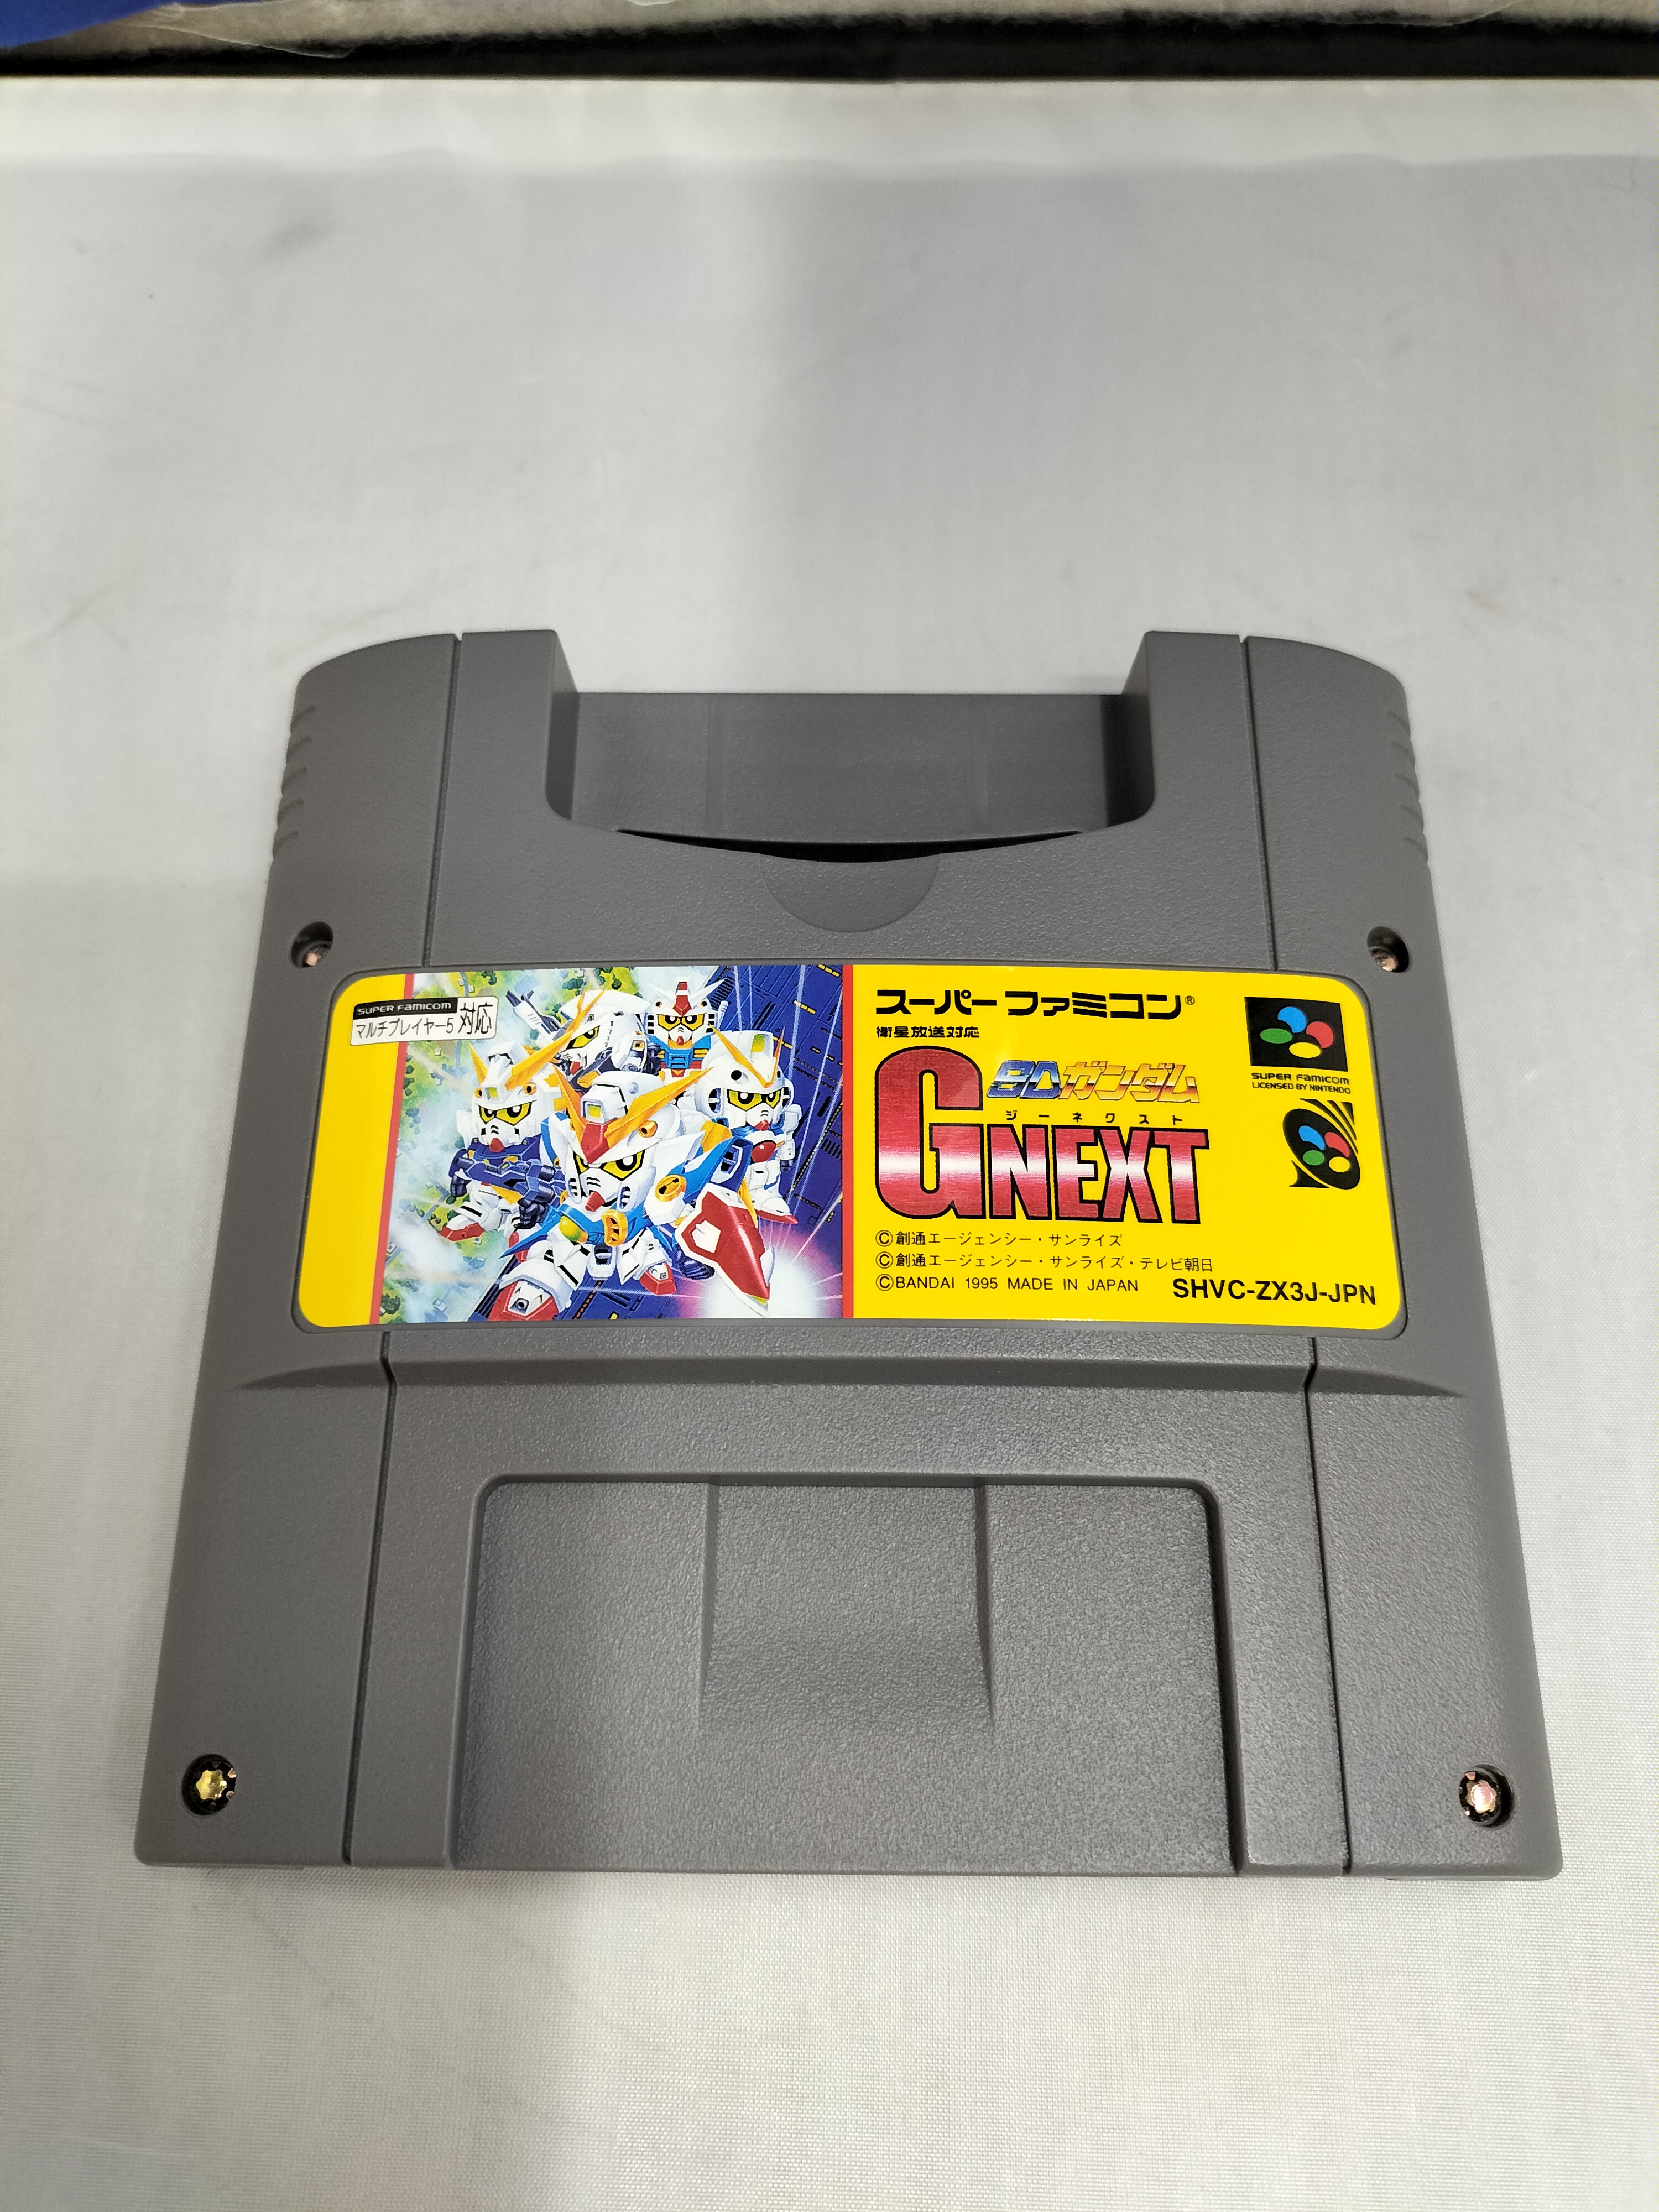 SUPER FAMICOM
マルチプレイヤー5 対応
スーパーファミコン®
衛星放送対応
SDガンダム
ジーネクスト
GNEXT
©創通エージェンシー・サンライズ
©創通エージェンシー・サンライズ・テレビ朝日
©BANDAI 1995 MADE IN JAPAN
SHVC-ZX3J-JPN
SUPER FAMICOM
LICENSED BY NINTENDO